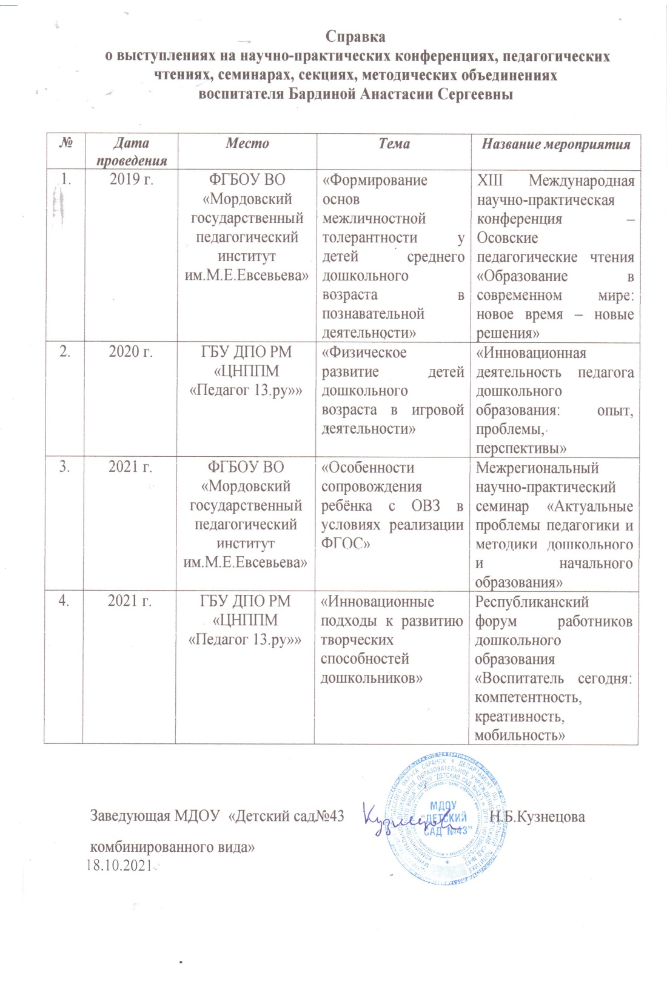 Справка
о выступлениях на научно-практических конференциях, педагогических
чтениях, семинарах, секциях, методических объединениях
воспитателя Бардиной Анастасии Сергеевны
№
Дата
проведения
Место
Тема
Название мероприятия
1.
2019 г.
ФГБОУ ВО
«Мордовский
государственный
педагогический
институт
им.М.Е.Евсевьева»
«Формирование
основ
межличностной
толерантности у
детей среднего
дошкольного
возраста в
познавательной
деятельности»
XIII Международная
научно-практическая
конференция –
Осовские
педагогические чтения
«Образование в
современном мире:
новое время – новые
решения»
2.
2020 г.
ГБУ ДПО РМ
«ЦНППМ
«Педагог 13.ру»»
«Физическое
развитие детей
дошкольного
возраста в игровой
деятельности»
«Инновационная
деятельность педагога
дошкольного
образования: опыт,
проблемы,
перспективы»
3.
2021 г.
ФГБОУ ВО
«Мордовский
государственный
педагогический
институт
им.М.Е.Евсевьева»
«Особенности
сопровождения
ребёнка с ОВЗ в
условиях реализации
ФГОС»
Межрегиональный
научно-практический
семинар «Актуальные
проблемы педагогики и
методики дошкольного
и начального
образования»
4.
2021 г.
ГБУ ДПО РМ
«ЦНППМ
«Педагог 13.ру»»
«Инновационные
подходы к развитию
творческих
способностей
дошкольников»
Республиканский
форум работников
дошкольного
образования
«Воспитатель сегодня:
компетентность,
креативность,
мобильность»
Заведующая МДОУ «Детский сад№43
Н.Б.Кузнецова
комбинированного вида»
18.10.2021
МДОУ
"ДЕТСКИЙ
САД №43"